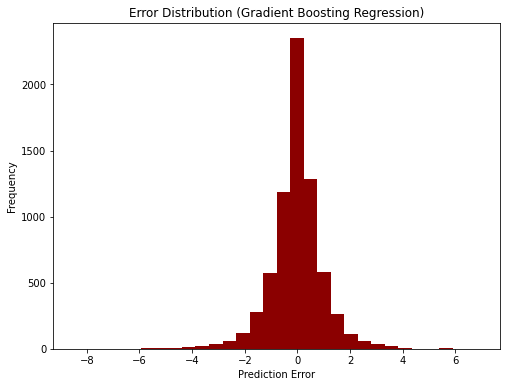 Error Distribution (Gradient Boosting Regression)
Frequency
2000
1500
1000
500
0
−8 −6 −4 −2 0 2 4 6
Prediction Error